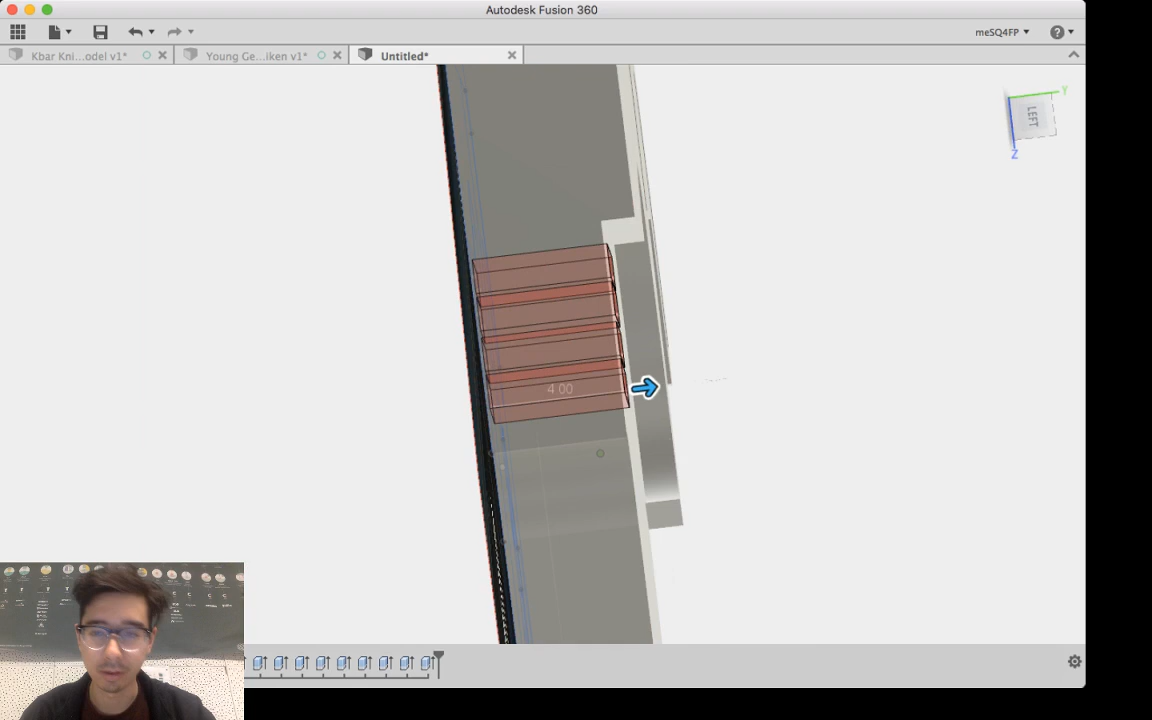 Autodesk Fusion 360
meSQ4FP
Kbar Kni...odel v1*
Young Ge...iken v1*
Untitled*
Y
LEFT
Z
4.00